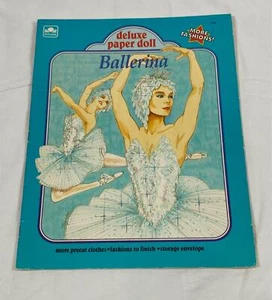 deluxe
paper doll
Ballerina
MORE
FASHIONS!
more precut clothes • fashions to finish • storage envelope